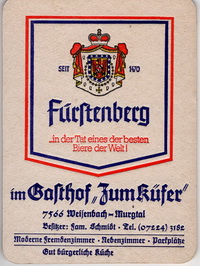 SEIT 1470
Fürstenberg
...in der Tat eines der besten
Biere der Welt!
im Gasthof „Zum Küfer"
7566 Weisenbach-Murgtal
Besitzer: Fam. Schmidt · Tel. (07224) 3182
Moderne Fremdenzimmer · Nebenzimmer · Parkplätze
Gut bürgerliche Küche